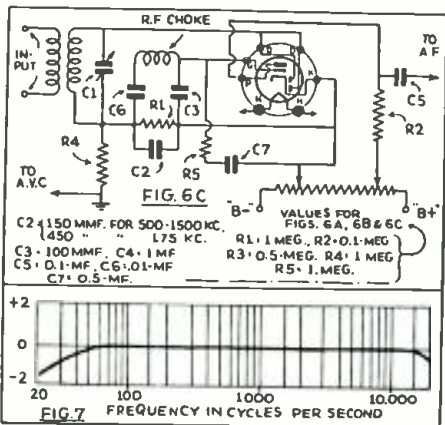 R.F CHOKE
IN-
PUT
C1
C6
R1
C3
C2
R4
R5
C7
TO
A.F.
C5
R2
TO
A.V.C
FIG. 6C
"B-"
"B+"
C2 150 MMF. FOR 500-1500 KC.
450 " " 175 KC.
C3=100 MMF. C4=1 MF
C5=0.1-MF. C6=.01-MF
C7=0.5-MF.
VALUES FOR
FIGS. 6A, 6B & 6C
R1=1 MEG., R2=0.1-MEG
R3=0.5-MEG. R4=1 MEG
R5=1. MEG.
+2
0
-2
20
100
1000
10.000
FIG.7
FREQUENCY IN CYCLES PER SECOND